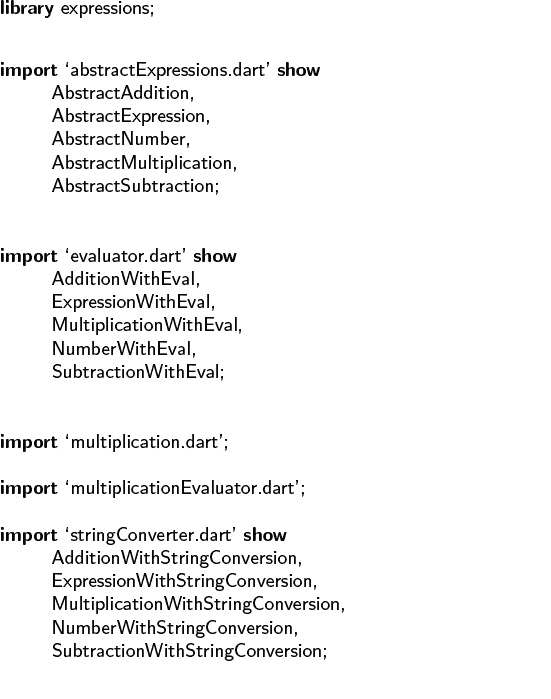 library expressions;
import ‘abstractExpressions.dart’ show
AbstractAddition,
AbstractExpression,
AbstractNumber,
AbstractMultiplication,
AbstractSubtraction;
import ‘evaluator.dart’ show
AdditionWithEval,
ExpressionWithEval,
MultiplicationWithEval,
NumberWithEval,
SubtractionWithEval;
import ‘multiplication.dart’;
import ‘multiplicationEvaluator.dart’;
import ‘stringConverter.dart’ show
AdditionWithStringConversion,
ExpressionWithStringConversion,
MultiplicationWithStringConversion,
NumberWithStringConversion,
SubtractionWithStringConversion;